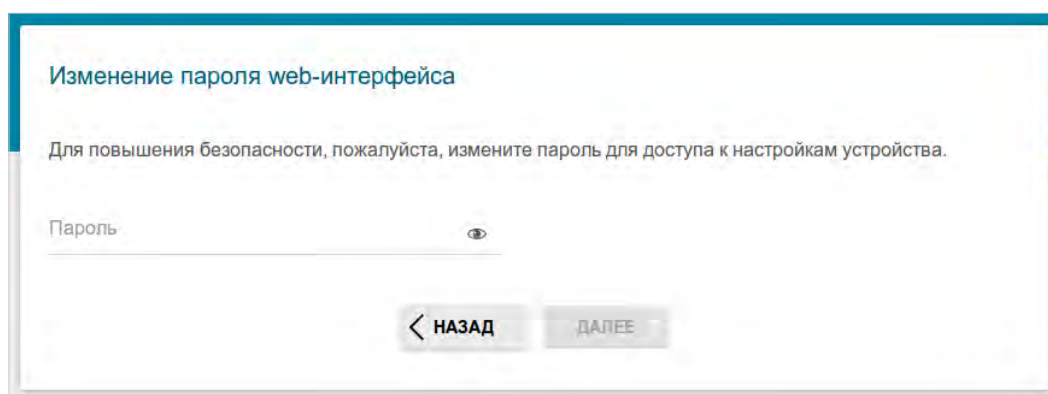 Изменение пароля web-интерфейса
Для повышения безопасности, пожалуйста, измените пароль для доступа к настройкам устройства.
Пароль
НАЗАД
ДАЛЕЕ